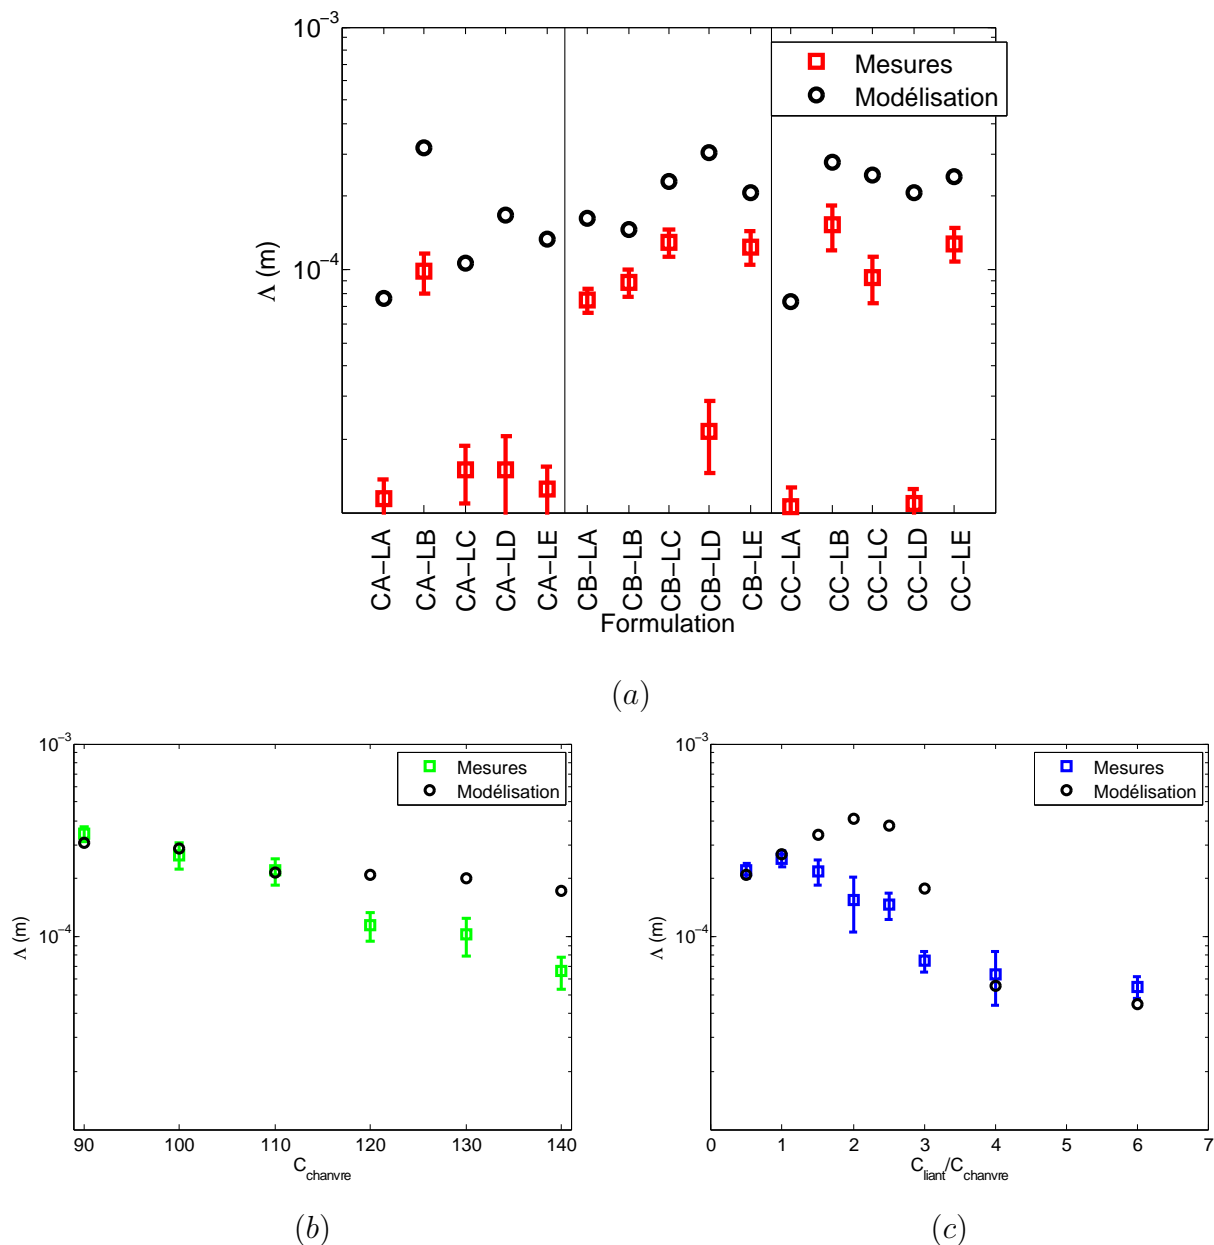 10−3
Mesures
Modélisation
Λ (m)
10−4
CA−LA
CA−LB
CA−LC
CA−LD
CA−LE
CB−LA
CB−LB
CB−LC
CB−LD
CB−LE
CC−LA
CC−LB
CC−LC
CC−LD
CC−LE
Formulation
(a)
10−3
Mesures
Modélisation
Λ (m)
10−4
90 100 110 120 130 140
Cchanvre
(b)
10−3
Mesures
Modélisation
Λ (m)
10−4
0 1 2 3 4 5 6 7
Cliant/Cchanvre
(c)